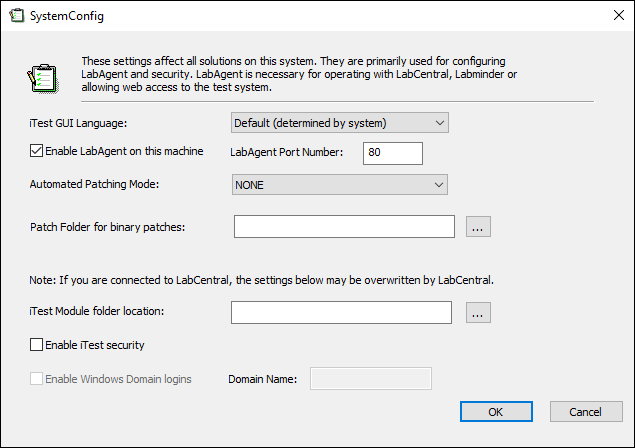 SystemConfig
These settings affect all solutions on this system. They are primarily used for configuring
LabAgent and security. LabAgent is necessary for operating with LabCentral, Labminder or
allowing web access to the test system.
iTest GUI Language: Default (determined by system)
Enable LabAgent on this machine LabAgent Port Number: 80
Automated Patching Mode: NONE
Patch Folder for binary patches: ...
Note: If you are connected to LabCentral, the settings below may be overwritten by LabCentral.
iTest Module folder location: ...
Enable iTest security
Enable Windows Domain logins Domain Name:
OK Cancel